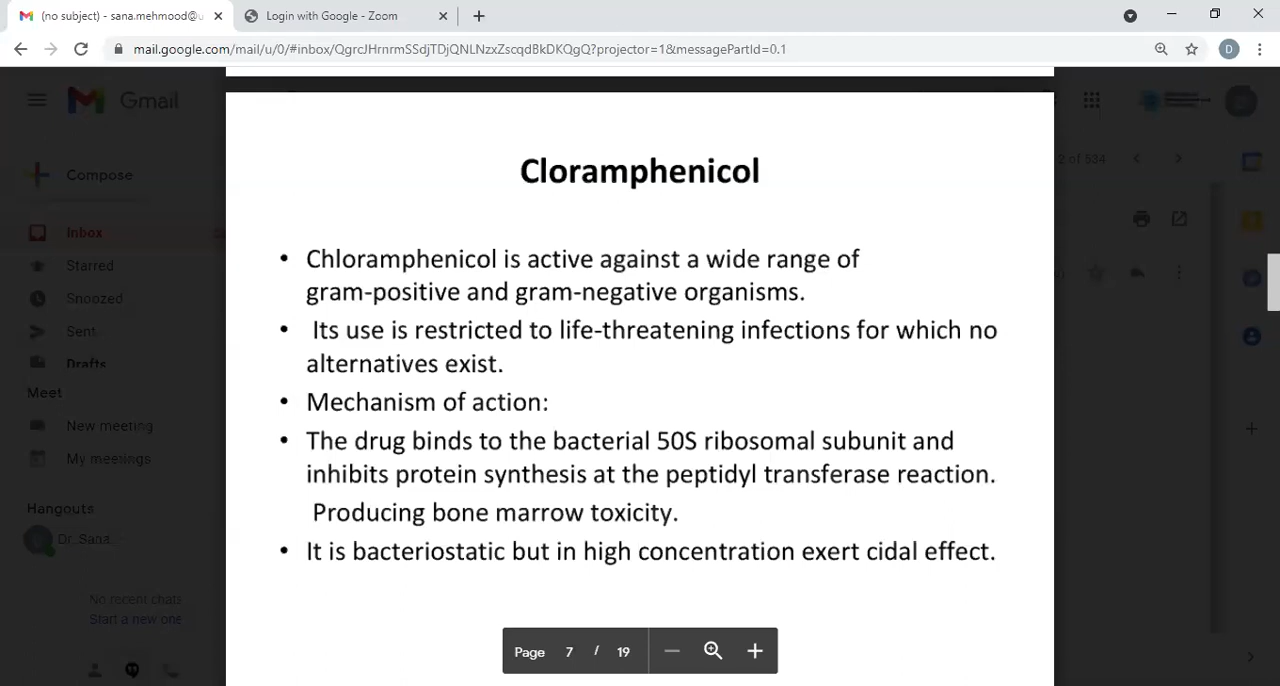 (no subject) - sana.mehmood@u
Login with Google - Zoom
mail.google.com/mail/u/0/#inbox/QgrcJHrnrmSSdjTDjQNLNzxZscqdBkDKQgQ?projector=1&messagePartId=0.1
D
Gmail
2 of 534
Compose
Inbox
Starred
Snoozed
Sent
Drafts
Meet
New meeting
My meetings
Hangouts
Dr. Sana
No recent chats
Start a new one
Cloramphenicol
• Chloramphenicol is active against a wide range of
gram-positive and gram-negative organisms.
• Its use is restricted to life-threatening infections for which no
alternatives exist.
• Mechanism of action:
• The drug binds to the bacterial 50S ribosomal subunit and
inhibits protein synthesis at the peptidyl transferase reaction.
Producing bone marrow toxicity.
• It is bacteriostatic but in high concentration exert cidal effect.
Page 7 / 19